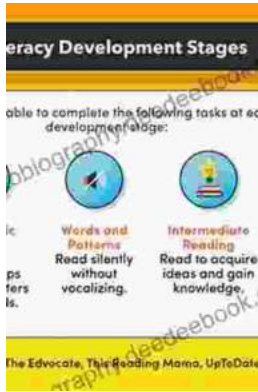 eracy Development Stages
able to complete the following tasks at ea
development stage:
ic
Words and
Patterns
Read silently
without
vocalizing.
Intermediate
Reading
Read to acquire
ideas and gain
knowledge.
ps
ters
ls.
The Edvocate, This Reading Mama, UpToDate